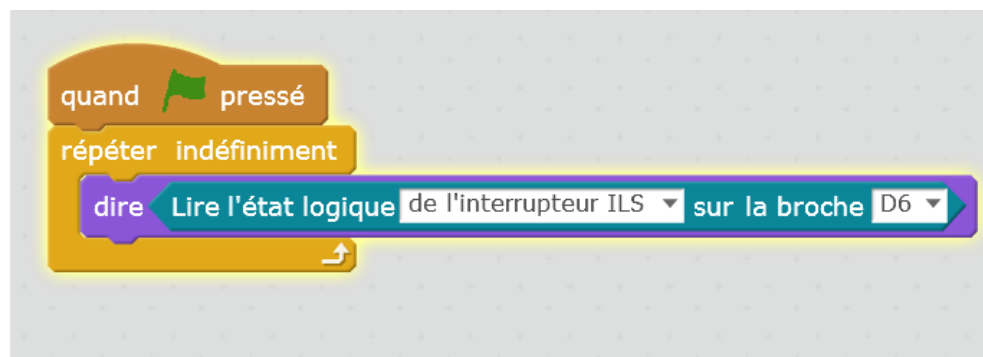 quand pressé
répéter indéfiniment
dire Lire l'état logique de l'interrupteur ILS sur la broche D6